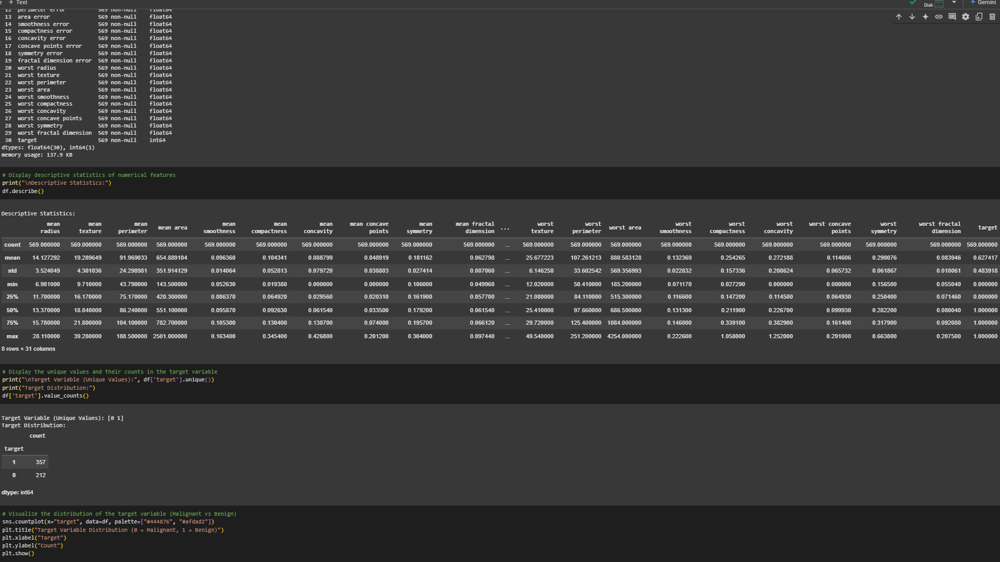 + Text
Disk
Gemini
12 perimeter error 569 non-null float64
13 area error 569 non-null float64
14 smoothness error 569 non-null float64
15 compactness error 569 non-null float64
16 concavity error 569 non-null float64
17 concave points error 569 non-null float64
18 symmetry error 569 non-null float64
19 fractal dimension error 569 non-null float64
20 worst radius 569 non-null float64
21 worst texture 569 non-null float64
22 worst perimeter 569 non-null float64
23 worst area 569 non-null float64
24 worst smoothness 569 non-null float64
25 worst compactness 569 non-null float64
26 worst concavity 569 non-null float64
27 worst concave points 569 non-null float64
28 worst symmetry 569 non-null float64
29 worst fractal dimension 569 non-null float64
30 target 569 non-null int64
dtypes: float64(30), int64(1)
memory usage: 137.9 KB
# Display descriptive statistics of numerical features
print("\nDescriptive Statistics:")
df.describe()
Descriptive Statistics:
mean radius mean texture mean perimeter mean area mean smoothness mean compactness mean concavity mean concave points mean symmetry mean fractal dimension ... worst texture worst perimeter worst area worst smoothness worst compactness worst concavity worst concave points worst symmetry worst fractal dimension target
count 569.000000 569.000000 569.000000 569.000000 569.000000 569.000000 569.000000 569.000000 569.000000 569.000000 ... 569.000000 569.000000 569.000000 569.000000 569.000000 569.000000 569.000000 569.000000 569.000000 569.000000
mean 14.127292 19.289649 91.969033 654.889104 0.096360 0.104341 0.088799 0.048919 0.181162 0.062798 ... 25.677223 107.261213 880.583128 0.132369 0.254265 0.272188 0.114606 0.290076 0.083946 0.627417
std 3.524049 4.301036 24.298981 351.914129 0.014064 0.052813 0.079720 0.038803 0.027414 0.007060 ... 6.146258 33.602542 569.356993 0.022832 0.157336 0.208624 0.065732 0.061867 0.018061 0.483918
min 6.981000 9.710000 43.790000 143.500000 0.052630 0.019380 0.000000 0.000000 0.106000 0.049960 ... 12.020000 50.410000 185.200000 0.071170 0.027290 0.000000 0.000000 0.156500 0.055040 0.000000
25% 11.700000 16.170000 75.170000 420.300000 0.086370 0.064920 0.029560 0.020310 0.161900 0.057700 ... 21.080000 84.110000 515.300000 0.116600 0.147200 0.114500 0.064930 0.250400 0.071460 0.000000
50% 13.370000 18.840000 86.240000 551.100000 0.095870 0.092630 0.061540 0.033500 0.179200 0.061540 ... 25.410000 97.660000 686.500000 0.131300 0.211900 0.226700 0.099930 0.282200 0.080040 1.000000
75% 15.780000 21.800000 104.100000 782.700000 0.105300 0.130400 0.130700 0.074000 0.195700 0.066120 ... 29.720000 125.400000 1084.000000 0.146000 0.339100 0.382900 0.161400 0.317900 0.092080 1.000000
max 28.110000 39.280000 188.500000 2501.000000 0.163400 0.345400 0.426800 0.201200 0.304000 0.097440 ... 49.540000 251.200000 4254.000000 0.222600 1.058000 1.252000 0.291000 0.663800 0.207500 1.000000
8 rows × 31 columns
# Display the unique values and their counts in the target variable
print("\nTarget Variable (Unique Values):", df['target'].unique())
print("Target Distribution:")
df['target'].value_counts()
Target Variable (Unique Values): [0 1]
Target Distribution:
count
target
1 357
0 212
dtype: int64
# Visualize the distribution of the target variable (Malignant vs Benign)
sns.countplot(x="target", data=df, palette=["#444876", "#afdad2"])
plt.title("Target Variable Distribution (0 = Malignant, 1 = Benign)")
plt.xlabel("Target")
plt.ylabel("Count")
plt.show()